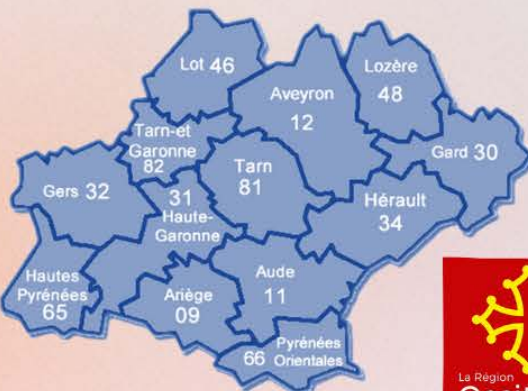 Lot 46
Lozère
48
Aveyron
12
Tarn-et
Garonne
82
Gard 30
Tarn
81
Gers 32
31
Haute-
Garonne
Hérault
34
Hautes
Pyrénées
65
Ariège
09
Aude
11
66 Pyrénées
Orientales
La Région